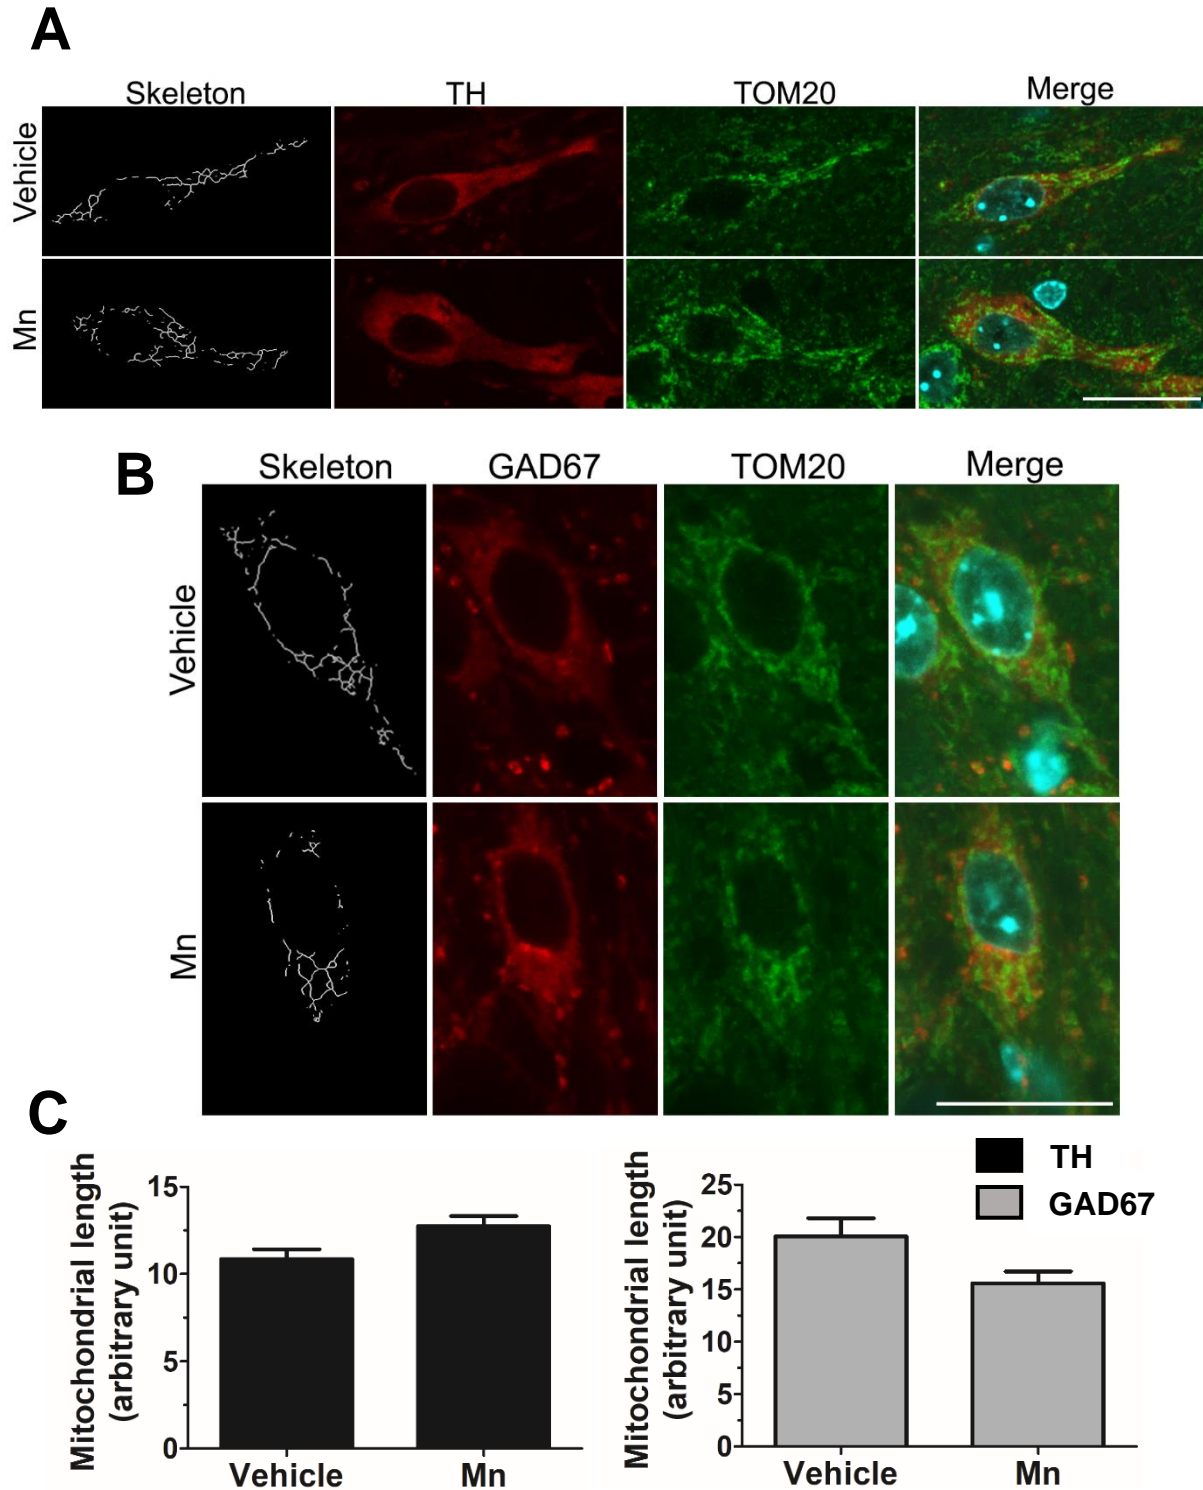 A
Skeleton TH TOM20 Merge
Vehicle
Mn
B
Skeleton GAD67 TOM20 Merge
Vehicle
Mn
C
TH
GAD67
Mitochondrial length
(arbitrary unit)
15
10
5
0
Vehicle Mn
Mitochondrial length
(arbitrary unit)
25
20
15
10
5
0
Vehicle Mn